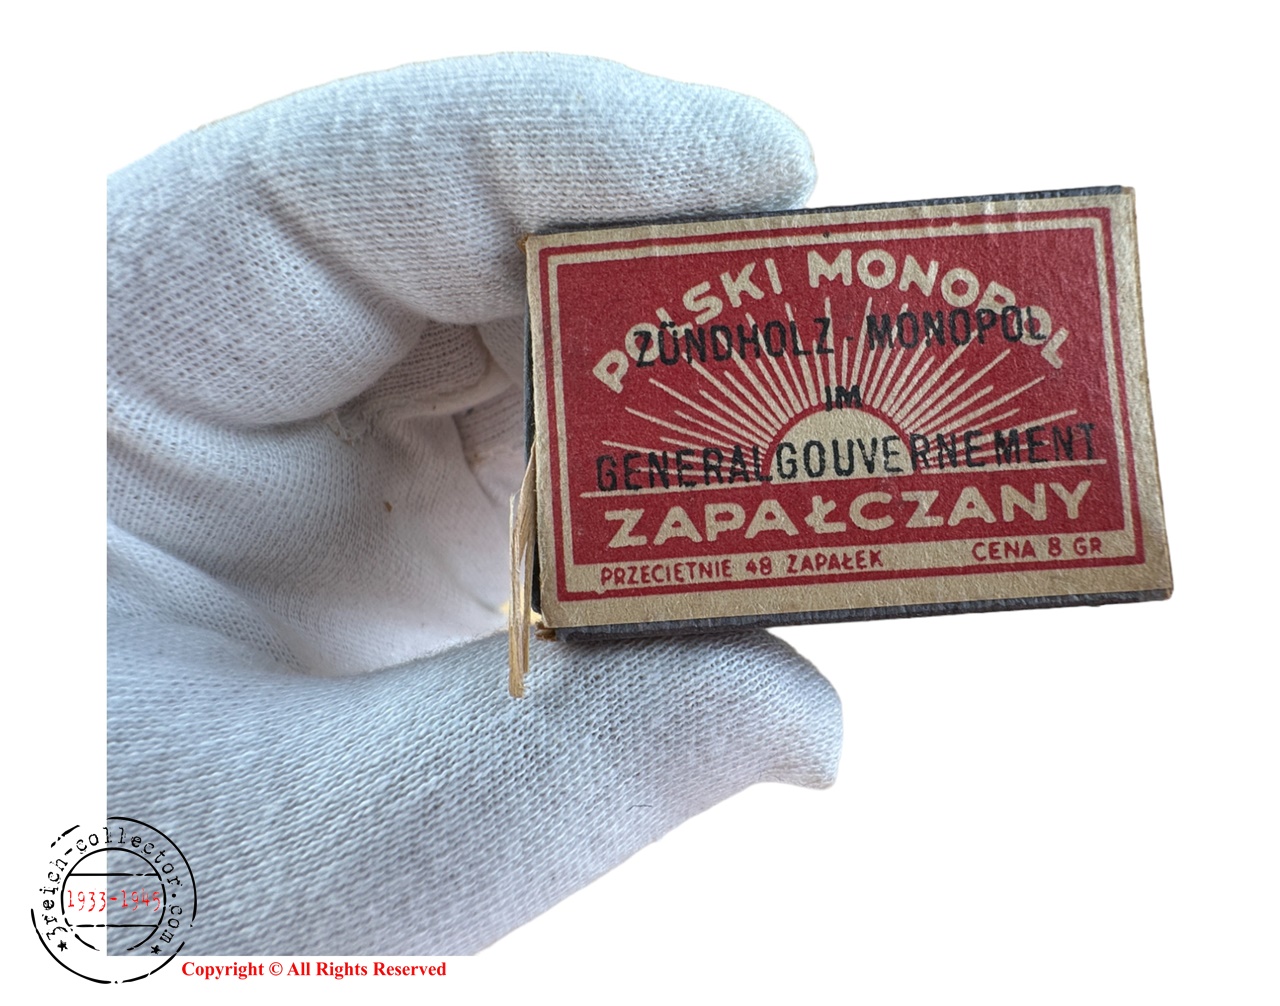 POLSKI MONOPOL
ZÜNDHOLZ-MONOPOL
IM
GENERALGOUVERNEMENT
ZAPAŁCZANY
PRZECIĘTNIE 48 ZAPAŁEK
CENA 8 GR
3reich-collector.com
1933-1945
Copyright © All Rights Reserved